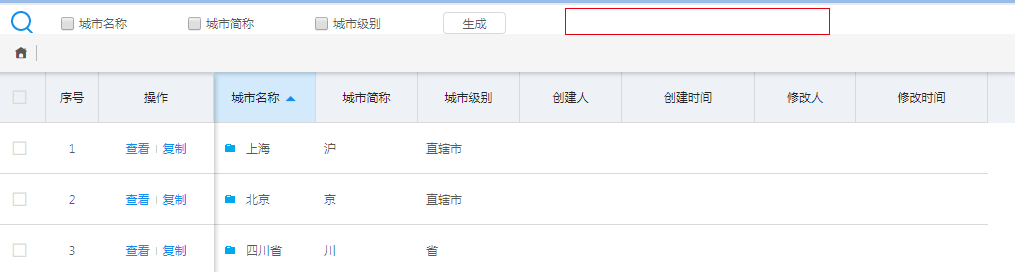 城市名称 城市简称 城市级别 生成
序号 操作 城市名称 城市简称 城市级别 创建人 创建时间 修改人 修改时间
1 查看 复制 上海 沪 直辖市
2 查看 复制 北京 京 直辖市
3 查看 复制 四川省 川 省